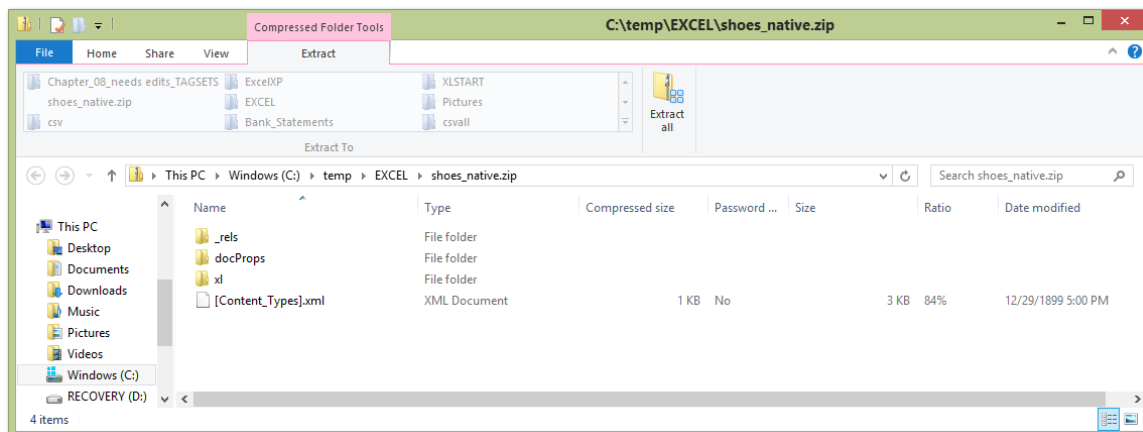 Compressed Folder Tools
C:\temp\EXCEL\shoes_native.zip
File Home Share View Extract
Chapter_08_needs edits_TAGSETS ExcelXP XLSTART
shoes_native.zip EXCEL Pictures
csv Bank_Statements csvall
Extract all
Extract To
This PC Windows (C:) temp EXCEL shoes_native.zip
Search shoes_native.zip
Name Type Compressed size Password ... Size Ratio Date modified
This PC
Desktop
Documents
Downloads
Music
Pictures
Videos
Windows (C:)
RECOVERY (D:)
_rels File folder
docProps File folder
xl File folder
[Content_Types].xml XML Document 1 KB No 3 KB 84% 12/29/1899 5:00 PM
4 items